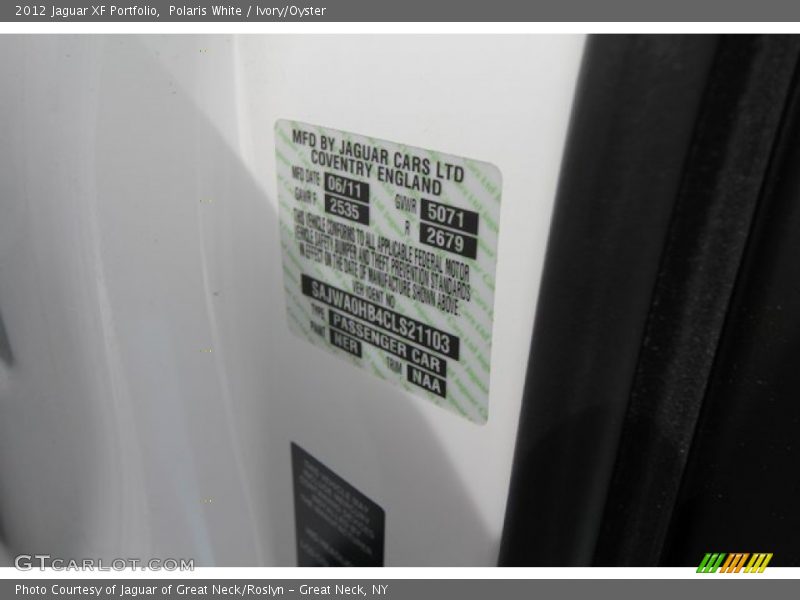 2012 Jaguar XF Portfolio,  Polaris White / Ivory/Oyster
MFD BY JAGUAR CARS LTD
COVENTRY ENGLAND
MFD DATE 06/11 GVWR 5071
GAWR F 2535 R 2679
THIS VEHICLE CONFORMS TO ALL APPLICABLE FEDERAL MOTOR
VEHICLE SAFETY BUMPER AND THEFT PREVENTION STANDARDS
IN EFFECT ON THE DATE OF MANUFACTURE SHOWN ABOVE.
VEH IDENT NO
SAJWA0HB4CLS21103
TYPE PASSENGER CAR
PAINT NER TRIM NAA
GTCARLOT.COM
Photo Courtesy of Jaguar of Great Neck/Roslyn – Great Neck, NY